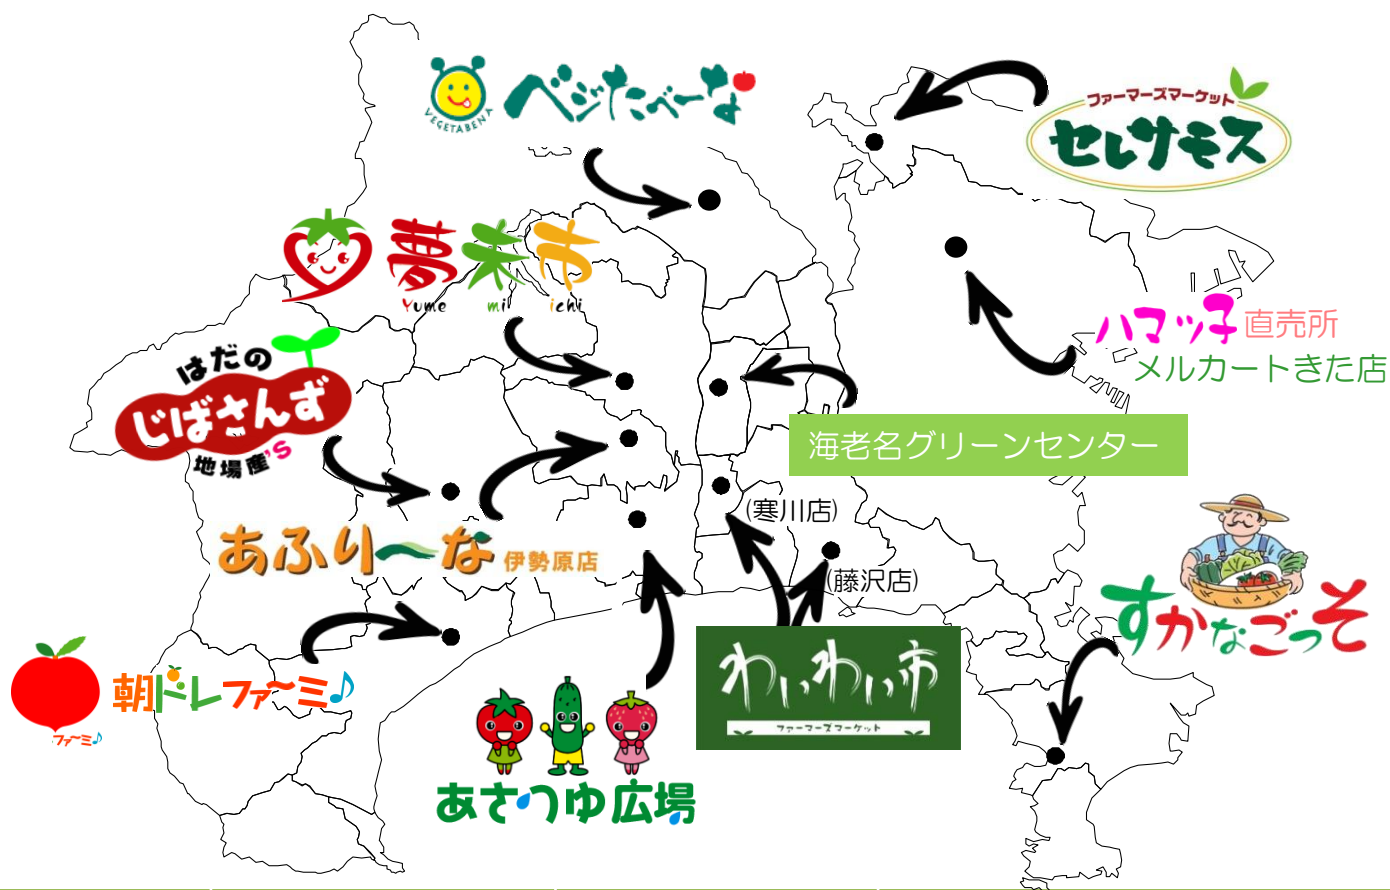 VEGETABENA
ベジたべーな
ファーマーズマーケット
セレサモス
夢未市
Yume mi ichi
ハマッ子直売所
メルカートきた店
はだの
じばさんず
地場産's
海老名グリーンセンター
(寒川店)
あふり〜な 伊勢原店
(藤沢店)
すかなごっそ
朝ドレファ〜ミ♪
ファ〜ミ♪
わいわい市
ファーマーズマーケット
あさつゆ広場